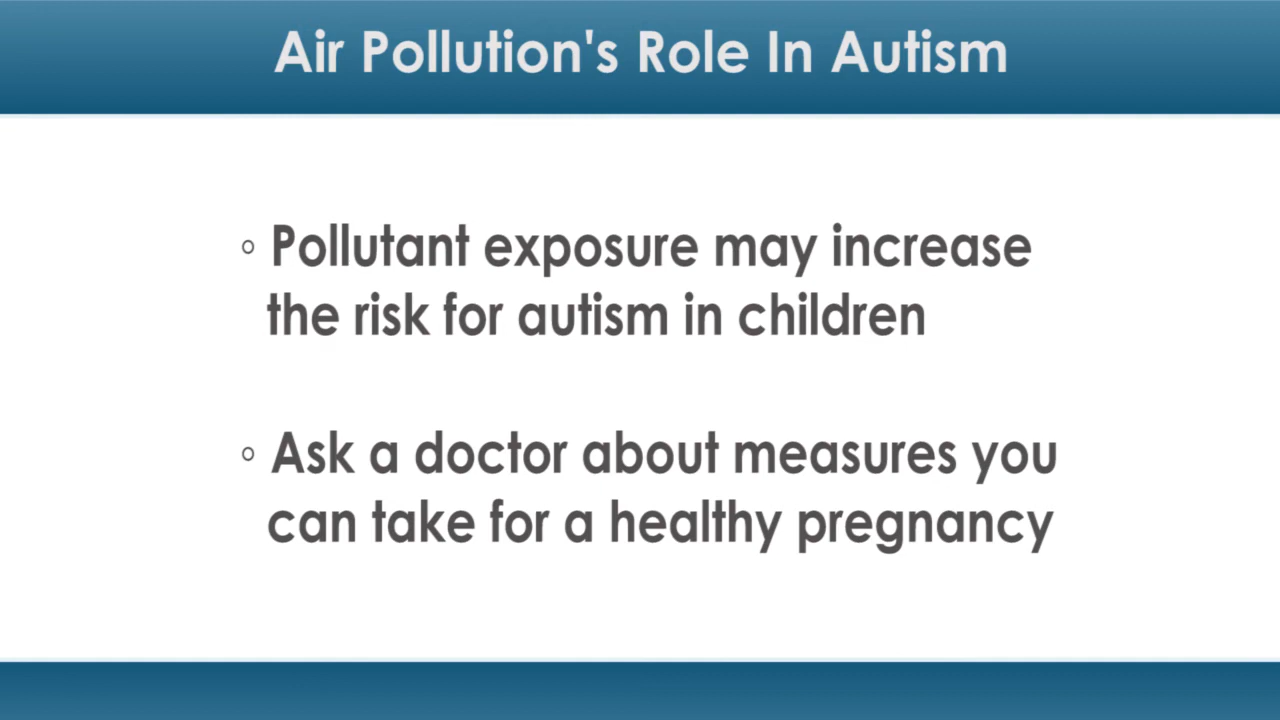 Air Pollution's Role In Autism
◦ Pollutant exposure may increase
the risk for autism in children
◦ Ask a doctor about measures you
can take for a healthy pregnancy